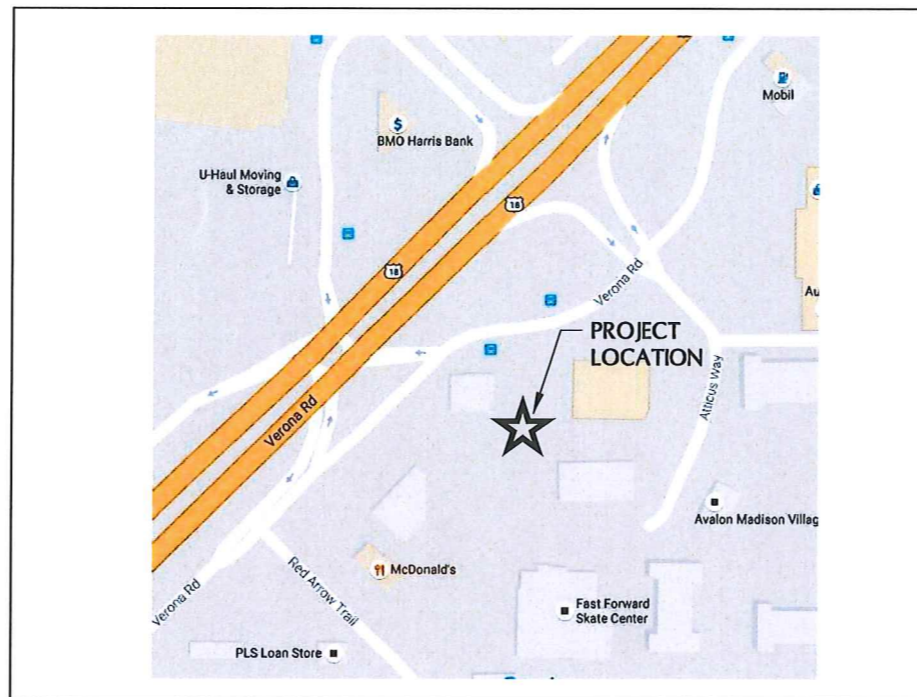 Mobil
$
BMO Harris Bank
U-Haul Moving
& Storage
18
18
Verona Rd
PROJECT
LOCATION
Atticus Way
Verona Rd
Avalon Madison Villag
McDonald's
Verona Rd
Red Arrow Trail
Fast Forward
Skate Center
PLS Loan Store